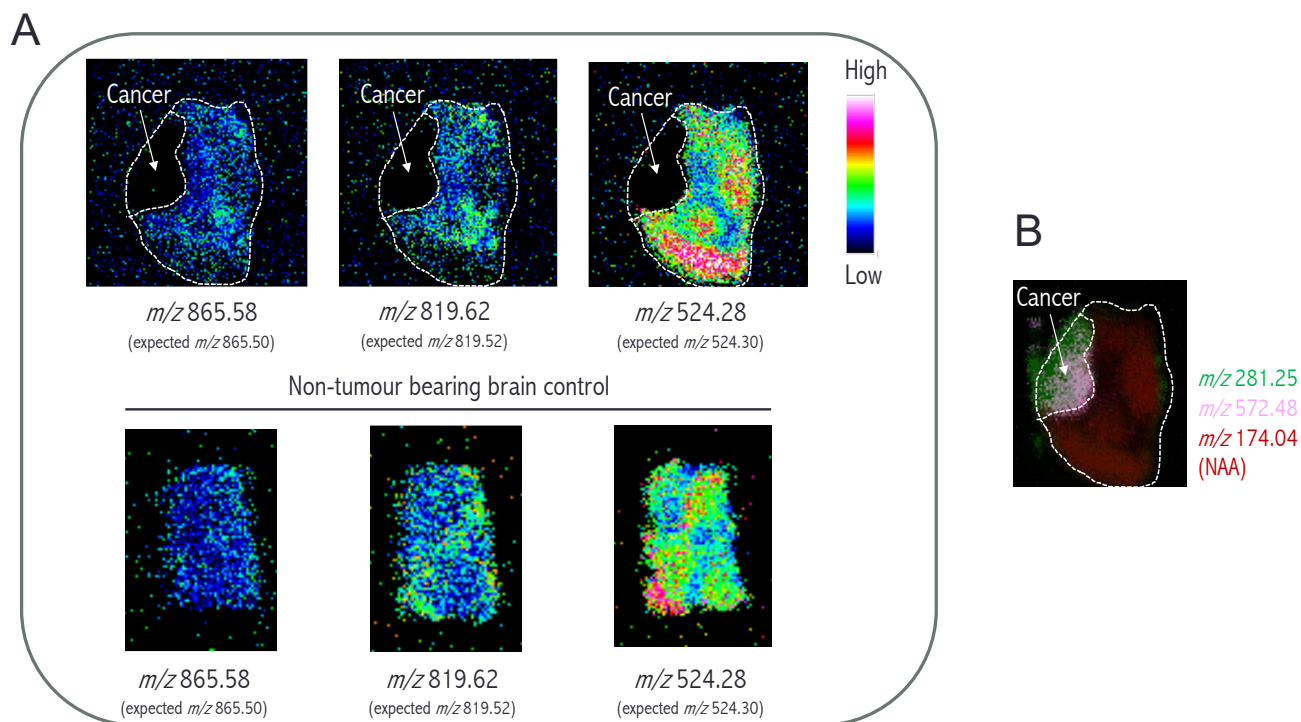 A
Cancer
Cancer
Cancer
High
Low
m/z 865.58
(expected m/z 865.50)
m/z 819.62
(expected m/z 819.52)
m/z 524.28
(expected m/z 524.30)
Non-tumour bearing brain control
m/z 865.58
(expected m/z 865.50)
m/z 819.62
(expected m/z 819.52)
m/z 524.28
(expected m/z 524.30)
B
Cancer
m/z 281.25
m/z 572.48
m/z 174.04
(NAA)